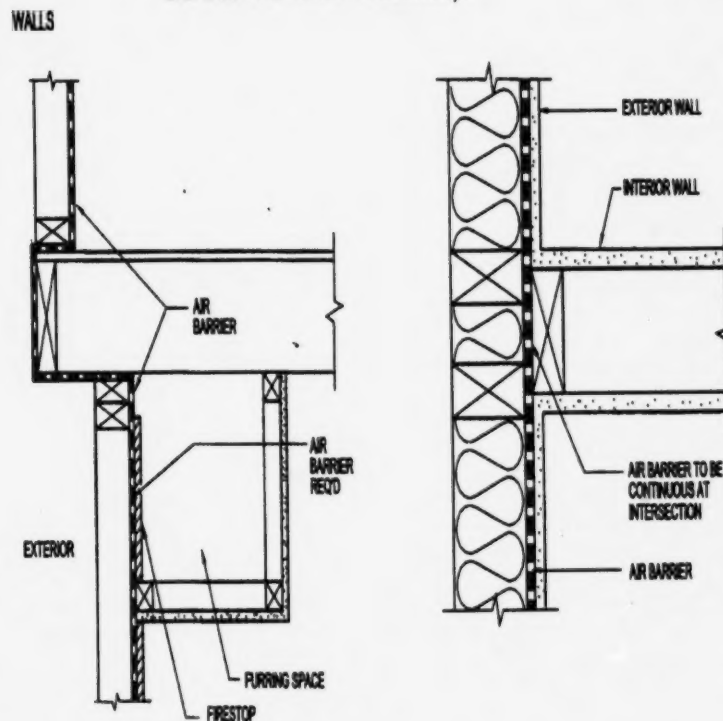 WALLS
AIR
BARRIER
AIR
BARRIER
REQ'D
EXTERIOR
FURRING SPACE
FIRESTOP
EXTERIOR WALL
INTERIOR WALL
AIR BARRIER TO BE
CONTINUOUS AT
INTERSECTION
AIR BARRIER